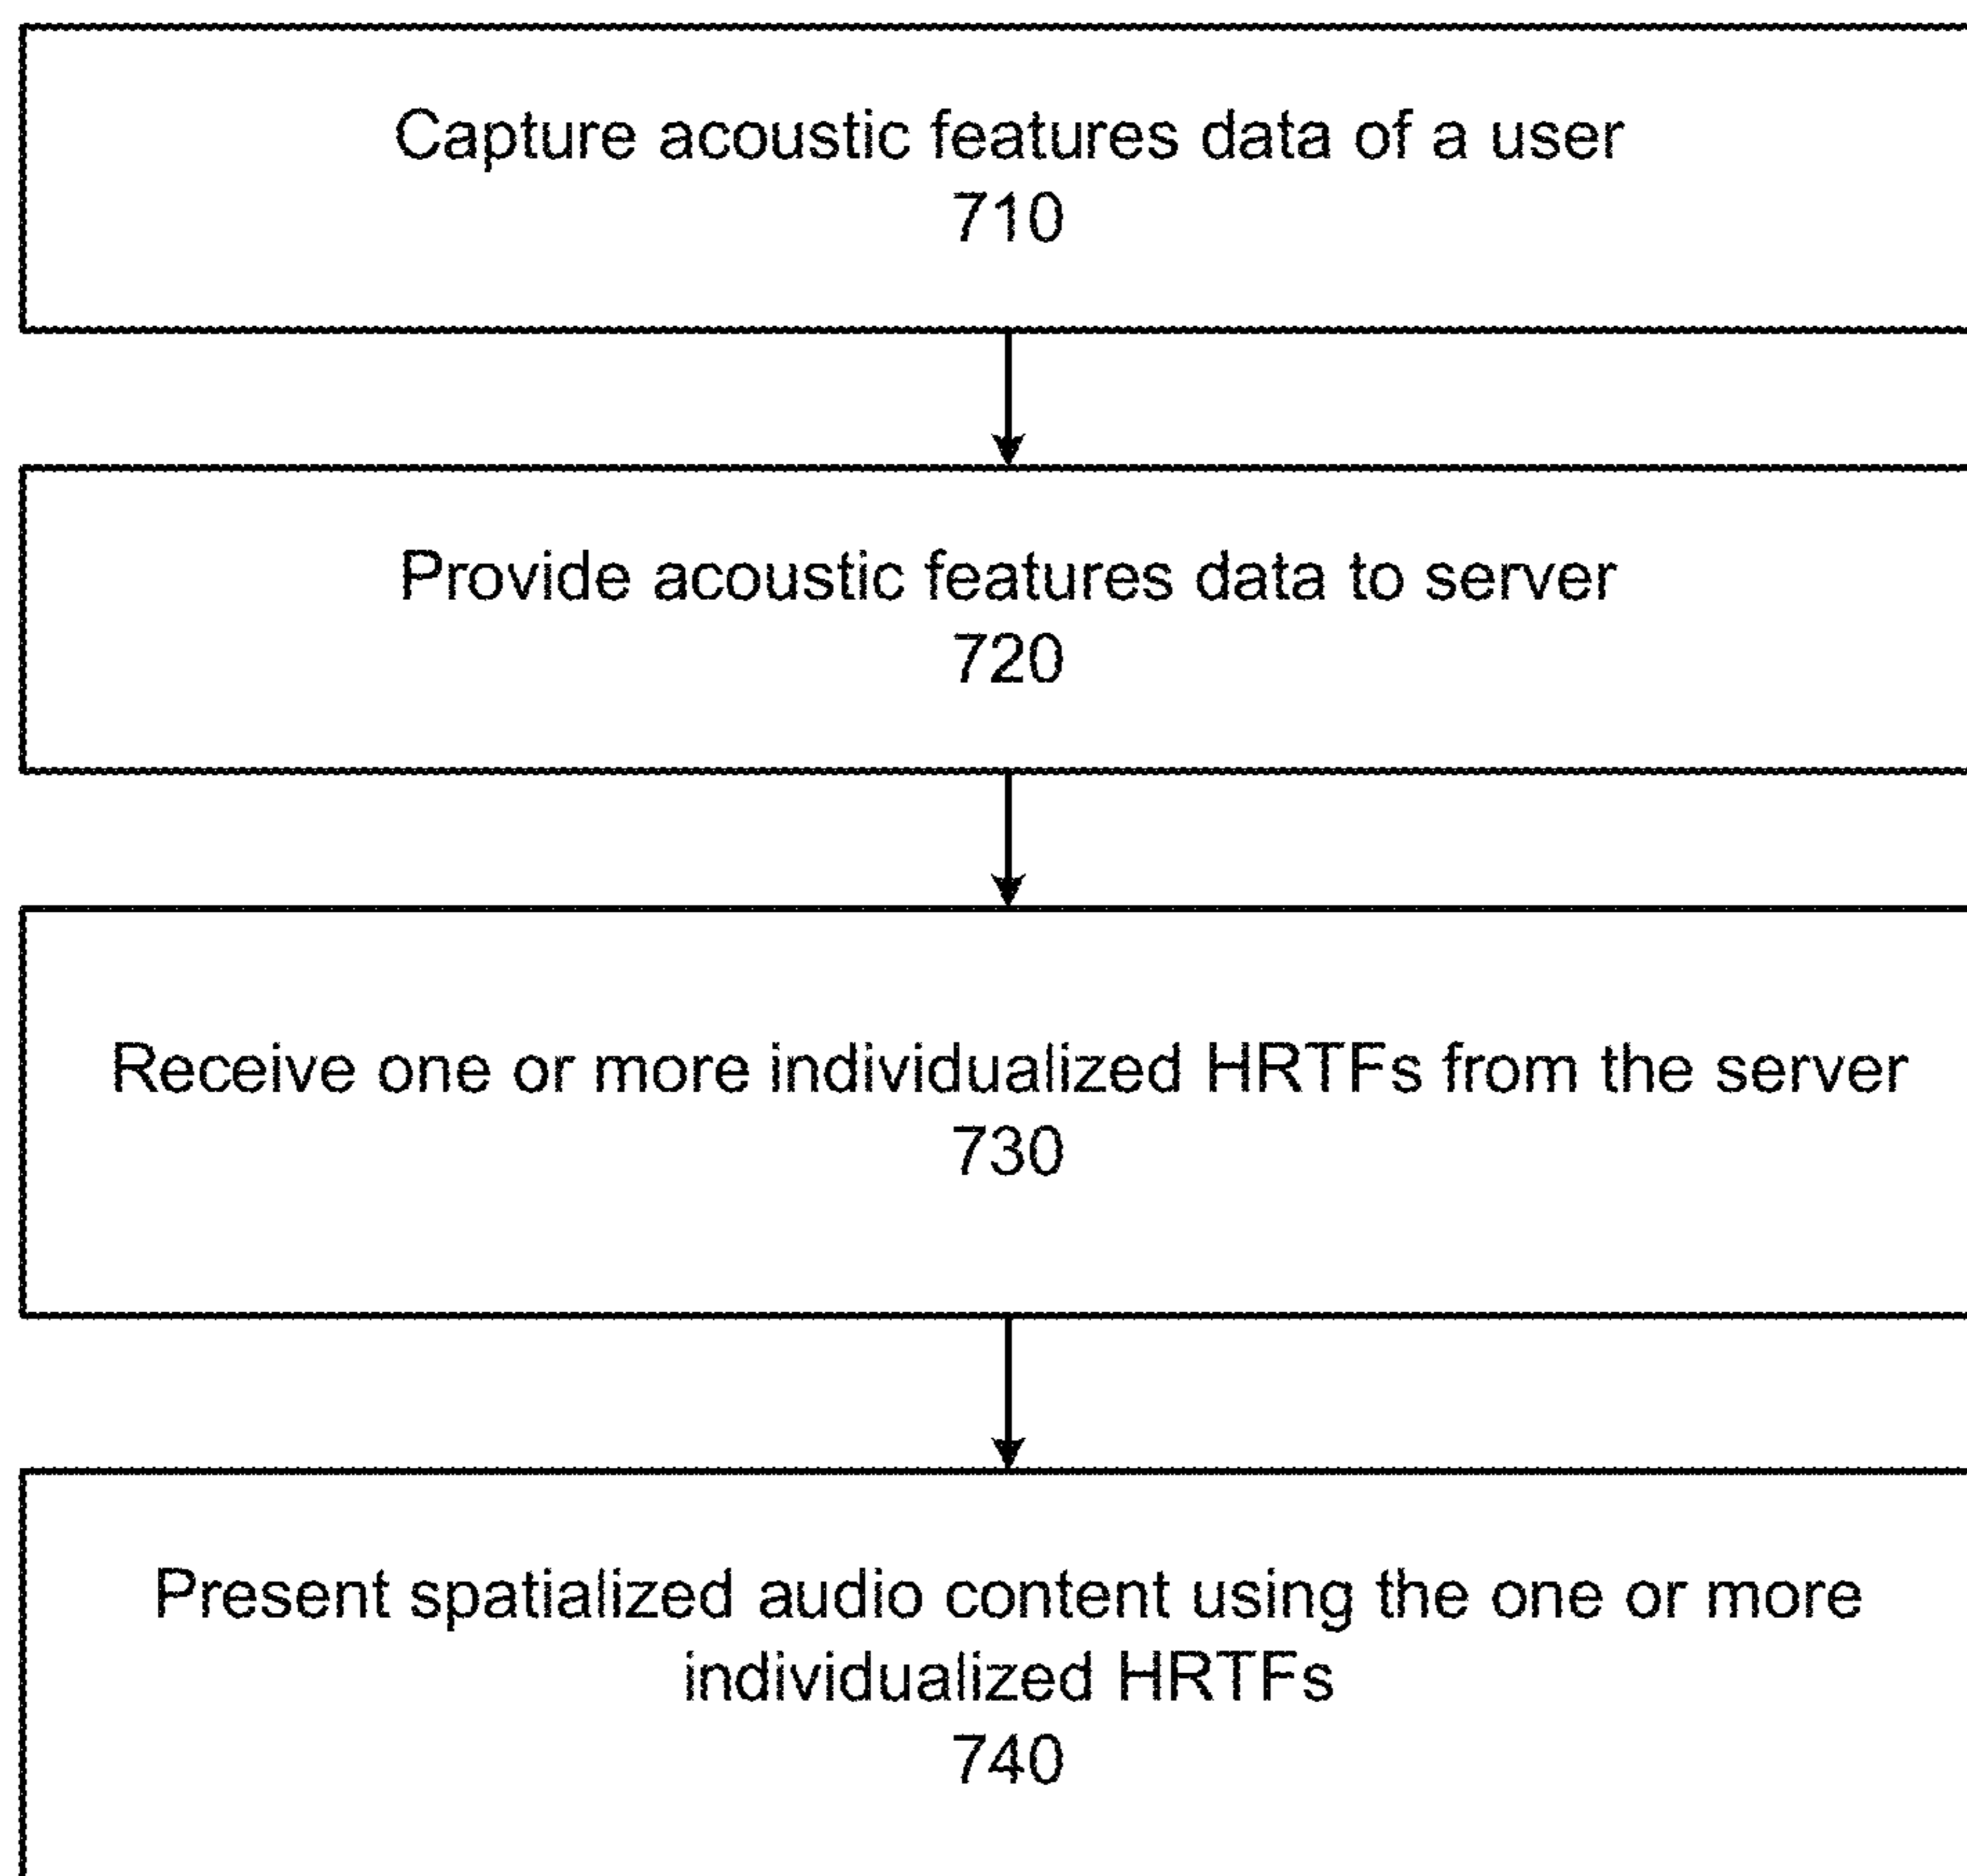 Capture acoustic features data of a user
710
Provide acoustic features data to server
720
Receive one or more individualized HRTFs from the server
730
Present spatialized audio content using the one or more
individualized HRTFs
740